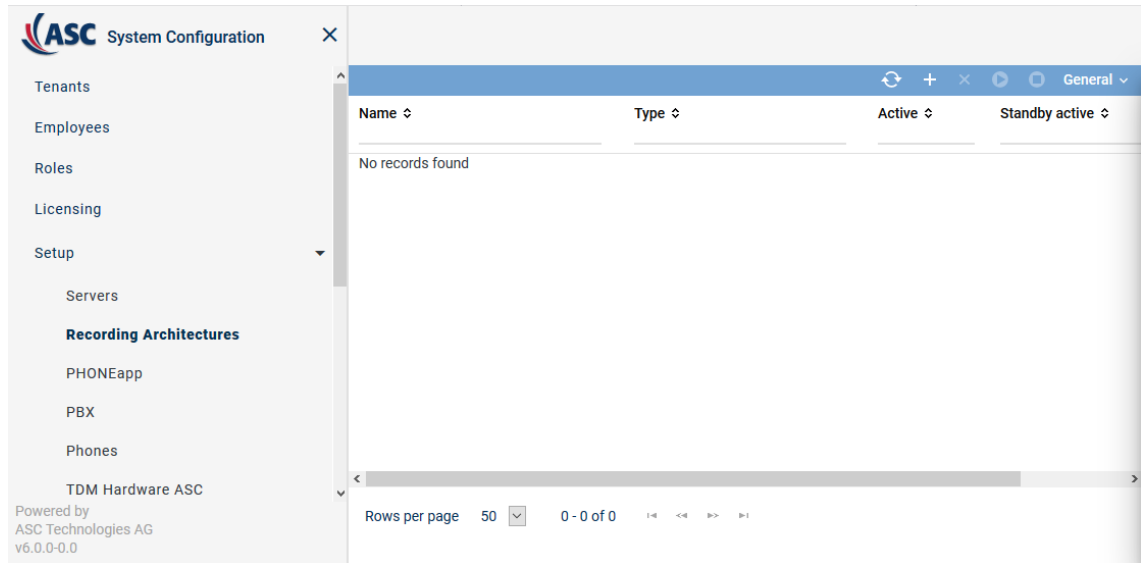 ASC System Configuration
Tenants
Employees
Roles
Licensing
Setup
Servers
Recording Architectures
PHONEapp
PBX
Phones
TDM Hardware ASC
Powered by
ASC Technologies AG
v6.0.0-0.0
General
Name Type Active Standby active
No records found
Rows per page 50 0 - 0 of 0